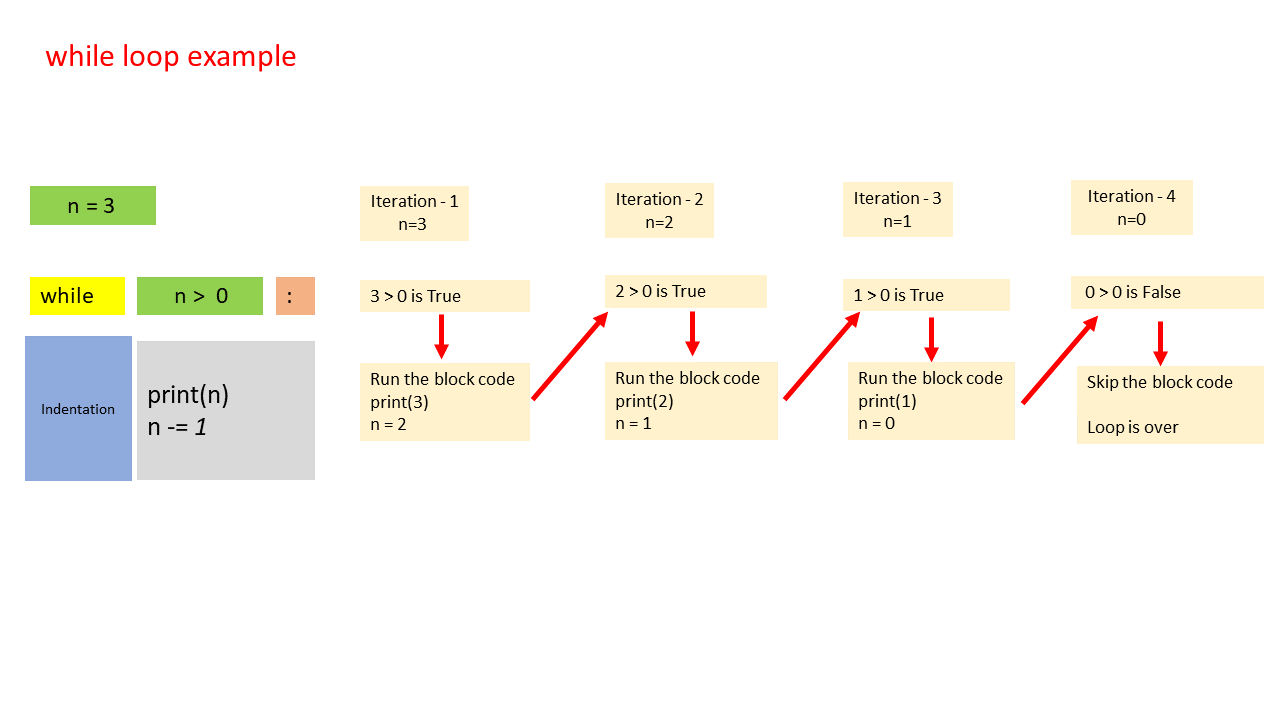 while loop example
n = 3
while n > 0 :
Indentation
print(n)
n -= 1
Iteration - 1
n=3
3 > 0 is True
Run the block code
print(3)
n = 2
Iteration - 2
n=2
2 > 0 is True
Run the block code
print(2)
n = 1
Iteration - 3
n=1
1 > 0 is True
Run the block code
print(1)
n = 0
Iteration - 4
n=0
0 > 0 is False
Skip the block code
Loop is over